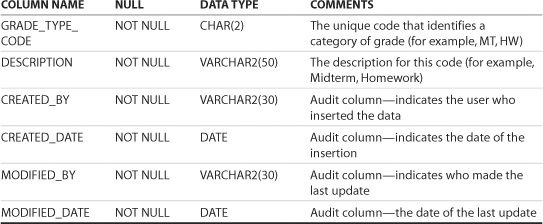 COLUMN NAME NULL DATA TYPE COMMENTS
GRADE_TYPE_ NOT NULL CHAR(2) The unique code that identifies a
CODE category of grade (for example, MT, HW)
DESCRIPTION NOT NULL VARCHAR2(50) The description for this code (for example,
Midterm, Homework)
CREATED_BY NOT NULL VARCHAR2(30) Audit column—indicates the user who
inserted the data
CREATED_DATE NOT NULL DATE Audit column—indicates the date of the
insertion
MODIFIED_BY NOT NULL VARCHAR2(30) Audit column—indicates who made the
last update
MODIFIED_DATE NOT NULL DATE Audit column—the date of the last update